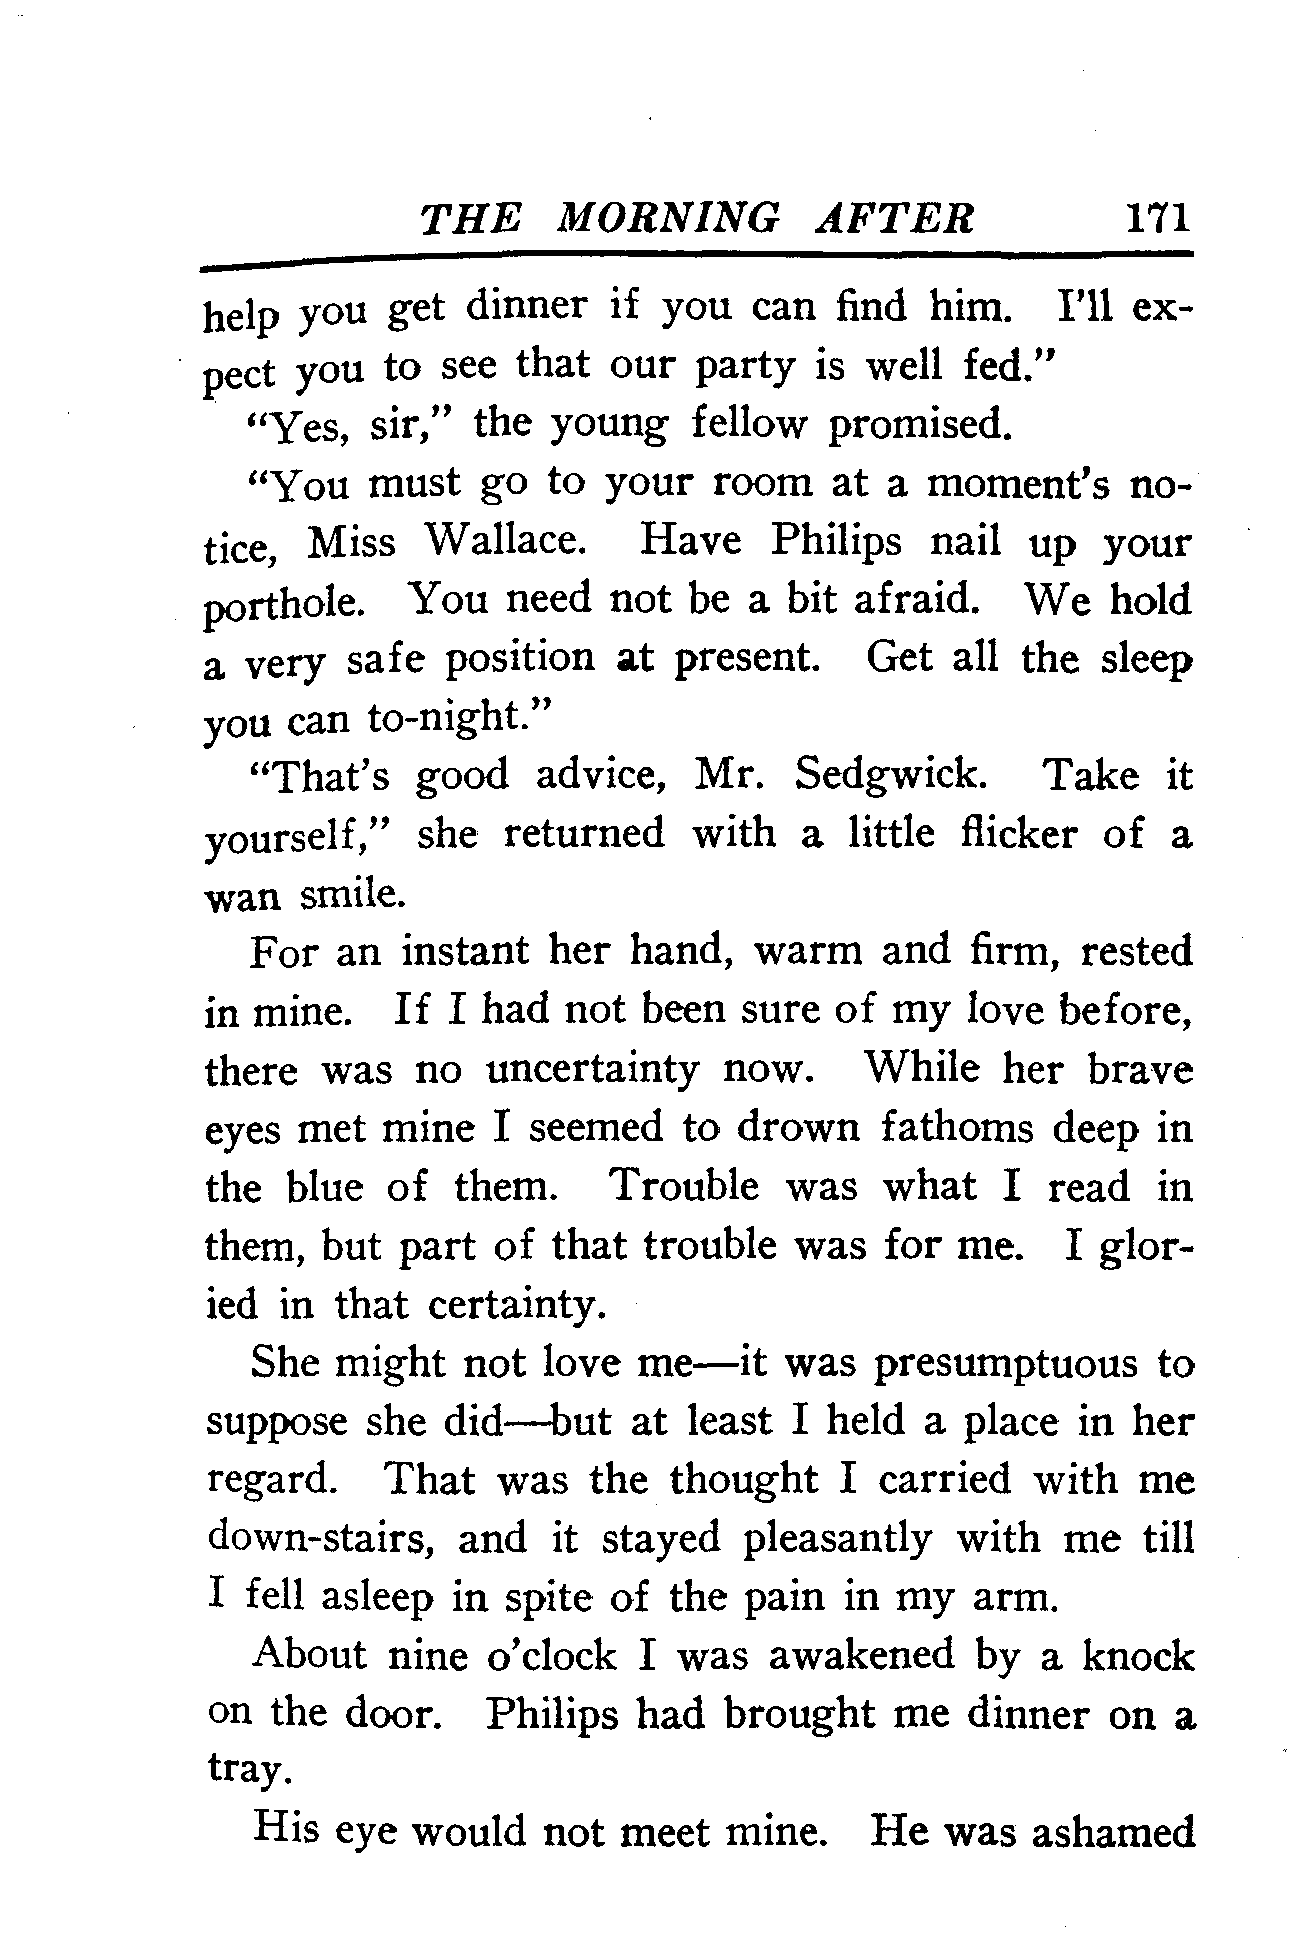 THE MORNING AFTER 171
help you get dinner if you can find him. I'll ex-
pect you to see that our party is well fed."
"Yes, sir," the young fellow promised.
"You must go to your room at a moment's no-
tice, Miss Wallace. Have Philips nail up your
porthole. You need not be a bit afraid. We hold
a very safe position at present. Get all the sleep
you can to-night."
"That's good advice, Mr. Sedgwick. Take it
yourself," she returned with a little flicker of a
wan smile.
For an instant her hand, warm and firm, rested
in mine. If I had not been sure of my love before,
there was no uncertainty now. While her brave
eyes met mine I seemed to drown fathoms deep in
the blue of them. Trouble was what I read in
them, but part of that trouble was for me. I glor-
ied in that certainty.
She might not love me—it was presumptuous to
suppose she did—but at least I held a place in her
regard. That was the thought I carried with me
down-stairs, and it stayed pleasantly with me till
I fell asleep in spite of the pain in my arm.
About nine o'clock I was awakened by a knock
on the door. Philips had brought me dinner on a
tray.
His eye would not meet mine. He was ashamed